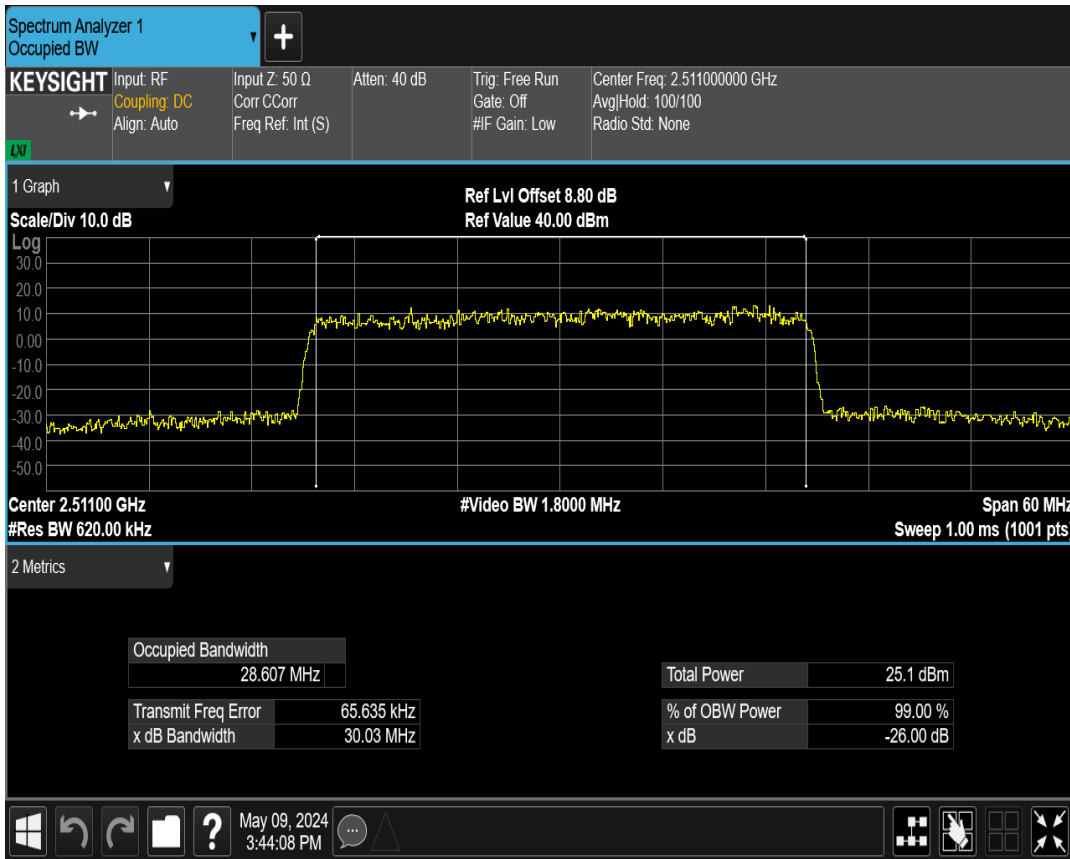 Spectrum Analyzer 1
Occupied BW
KEYSIGHT
LXI
Input: RF
Coupling: DC
Align: Auto
Input Z: 50 Ω
Corr CCorr
Freq Ref: Int (S)
Atten: 40 dB
Trig: Free Run
Gate: Off
#IF Gain: Low
Center Freq: 2.511000000 GHz
Avg|Hold: 100/100
Radio Std: None
1 Graph
Ref Lvl Offset 8.80 dB
Scale/Div 10.0 dB
Ref Value 40.00 dBm
Log
30.0
20.0
10.0
0.00
-10.0
-20.0
-30.0
-40.0
-50.0
Center 2.51100 GHz
#Video BW 1.8000 MHz
Span 60 MHz
#Res BW 620.00 kHz
Sweep 1.00 ms (1001 pts)
2 Metrics
Occupied Bandwidth
28.607 MHz
Total Power 25.1 dBm
Transmit Freq Error 65.635 kHz
% of OBW Power 99.00 %
x dB Bandwidth 30.03 MHz
x dB -26.00 dB
?
May 09, 2024
3:44:08 PM